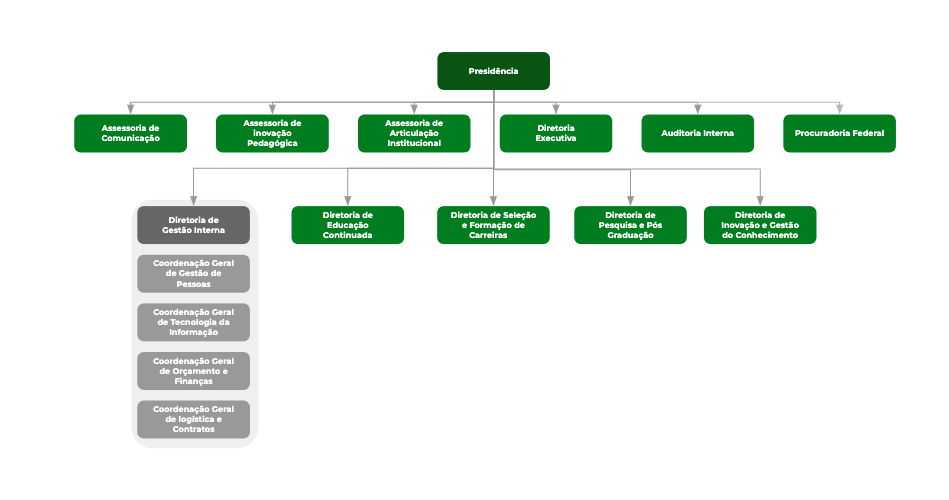 Presidência
Assessoria de
Comunicação
Assessoria de
inovação
Pedagógica
Assessoria de
Articulação
Institucional
Diretoria
Executiva
Auditoria Interna
Procuradoria Federal
Diretoria de
Gestão Interna
Diretoria de
Educação
Continuada
Diretoria de Seleção
e Formação de
Carreiras
Diretoria de
Pesquisa e Pós
Graduação
Diretoria de
Inovação e Gestão
do Conhecimento
Coordenação Geral
de Gestão de
Pessoas
Coordenação Geral
de Tecnologia da
Informação
Coordenação Geral
de Orçamento e
Finanças
Coordenação Geral
de logística e
Contratos